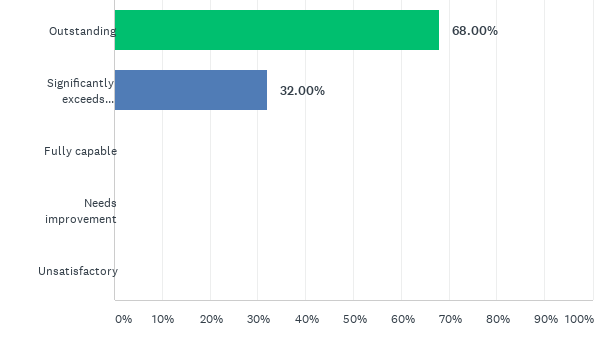 Outstanding
68.00%
Significantly
exceeds...
32.00%
Fully capable
Needs
improvement
Unsatisfactory
0% 10% 20% 30% 40% 50% 60% 70% 80% 90% 100%